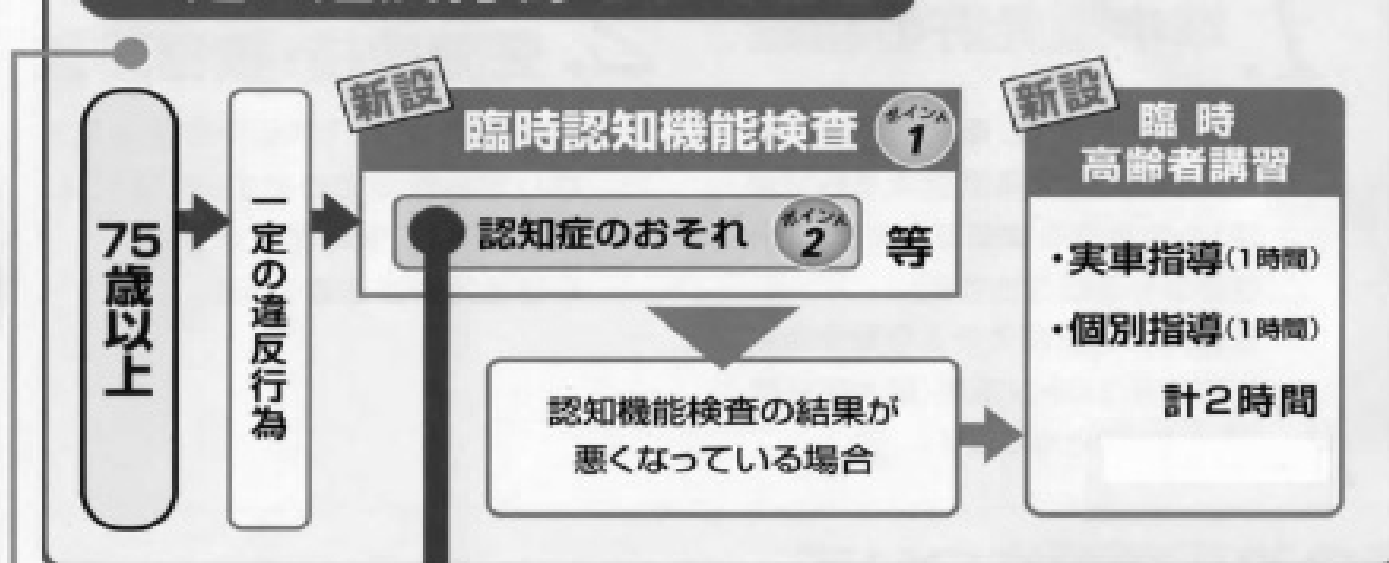 75歳以上
一定の違反行為
新設
臨時認知機能検査
ポイント
1
認知症のおそれ
ポイント
2
等
認知機能検査の結果が
悪くなっている場合
新設
臨時
高齢者講習
・実車指導(1時間)
・個別指導(1時間)
計2時間